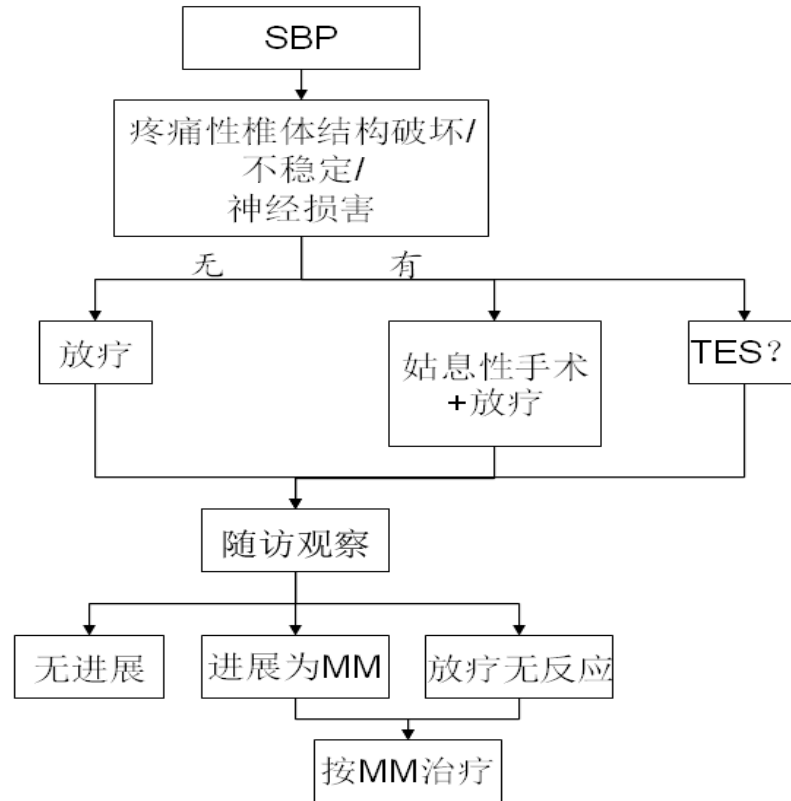 SBP
疼痛性椎体结构破坏/
不稳定/
神经损害
无
有
放疗
姑息性手术
+放疗
TES？
随访观察
无进展
进展为MM
放疗无反应
按MM治疗